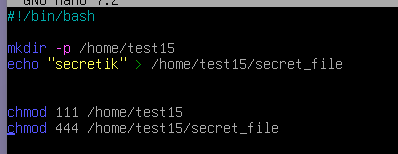 GNU nano 7.2
#!/bin/bash
mkdir -p /home/test15
echo "secretik" > /home/test15/secret_file
chmod 111 /home/test15
chmod 444 /home/test15/secret_file